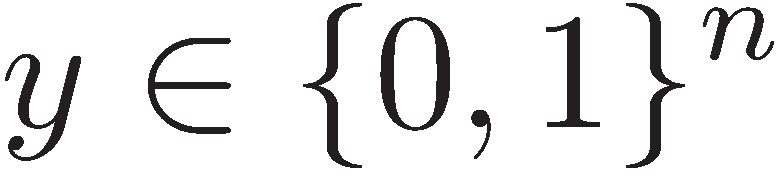 y ∈ {0, 1}ⁿ